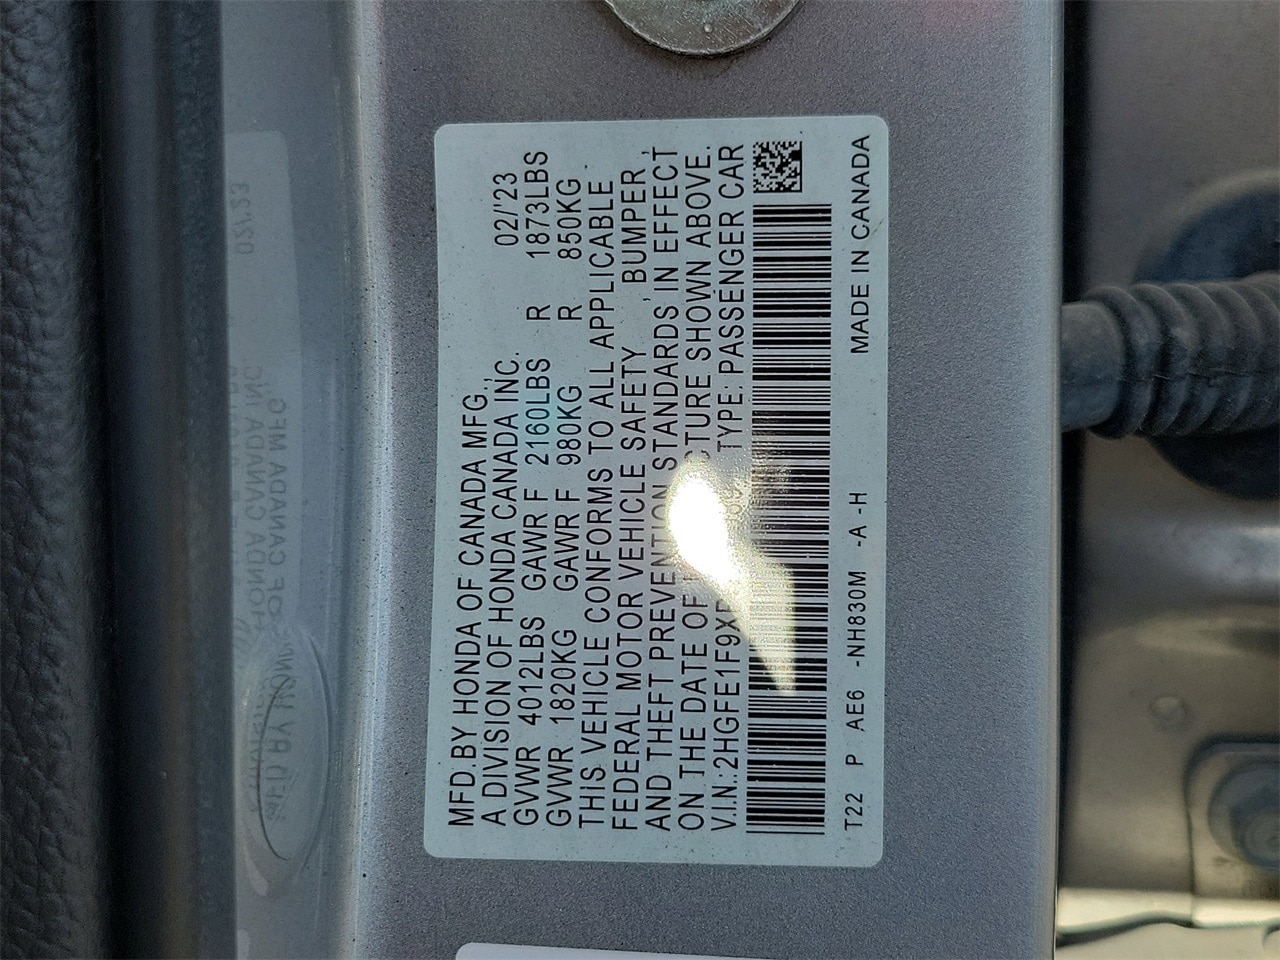 MFD.BY HONDA OF CANADA MFG., 02/'23
A DIVISION OF HONDA CANADA INC.
GVWR 4012LBS GAWR F 2160LBS R 1873LBS
GVWR 1820KG GAWR F 980KG R 850KG
THIS VEHICLE CONFORMS TO ALL APPLICABLE
FEDERAL MOTOR VEHICLE SAFETY , BUMPER ,
AND THEFT PREVENTION STANDARDS IN EFFECT
ON THE DATE OF SHOWN ABOVE.
V.I.N.: TYPE: PASSENGER CAR
T22 P AE6 -NH830M -A -H MADE IN CANADA